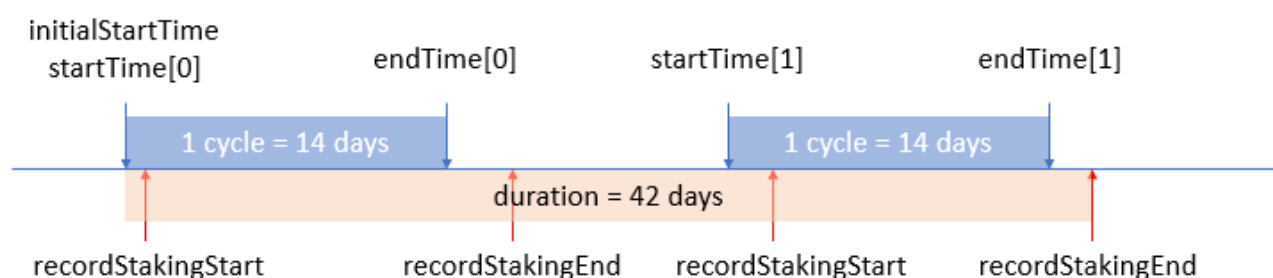 initialStartTime
startTime[0]
endTime[0]
startTime[1]
endTime[1]
1 cycle = 14 days
1 cycle = 14 days
duration = 42 days
recordStakingStart
recordStakingEnd
recordStakingStart
recordStakingEnd